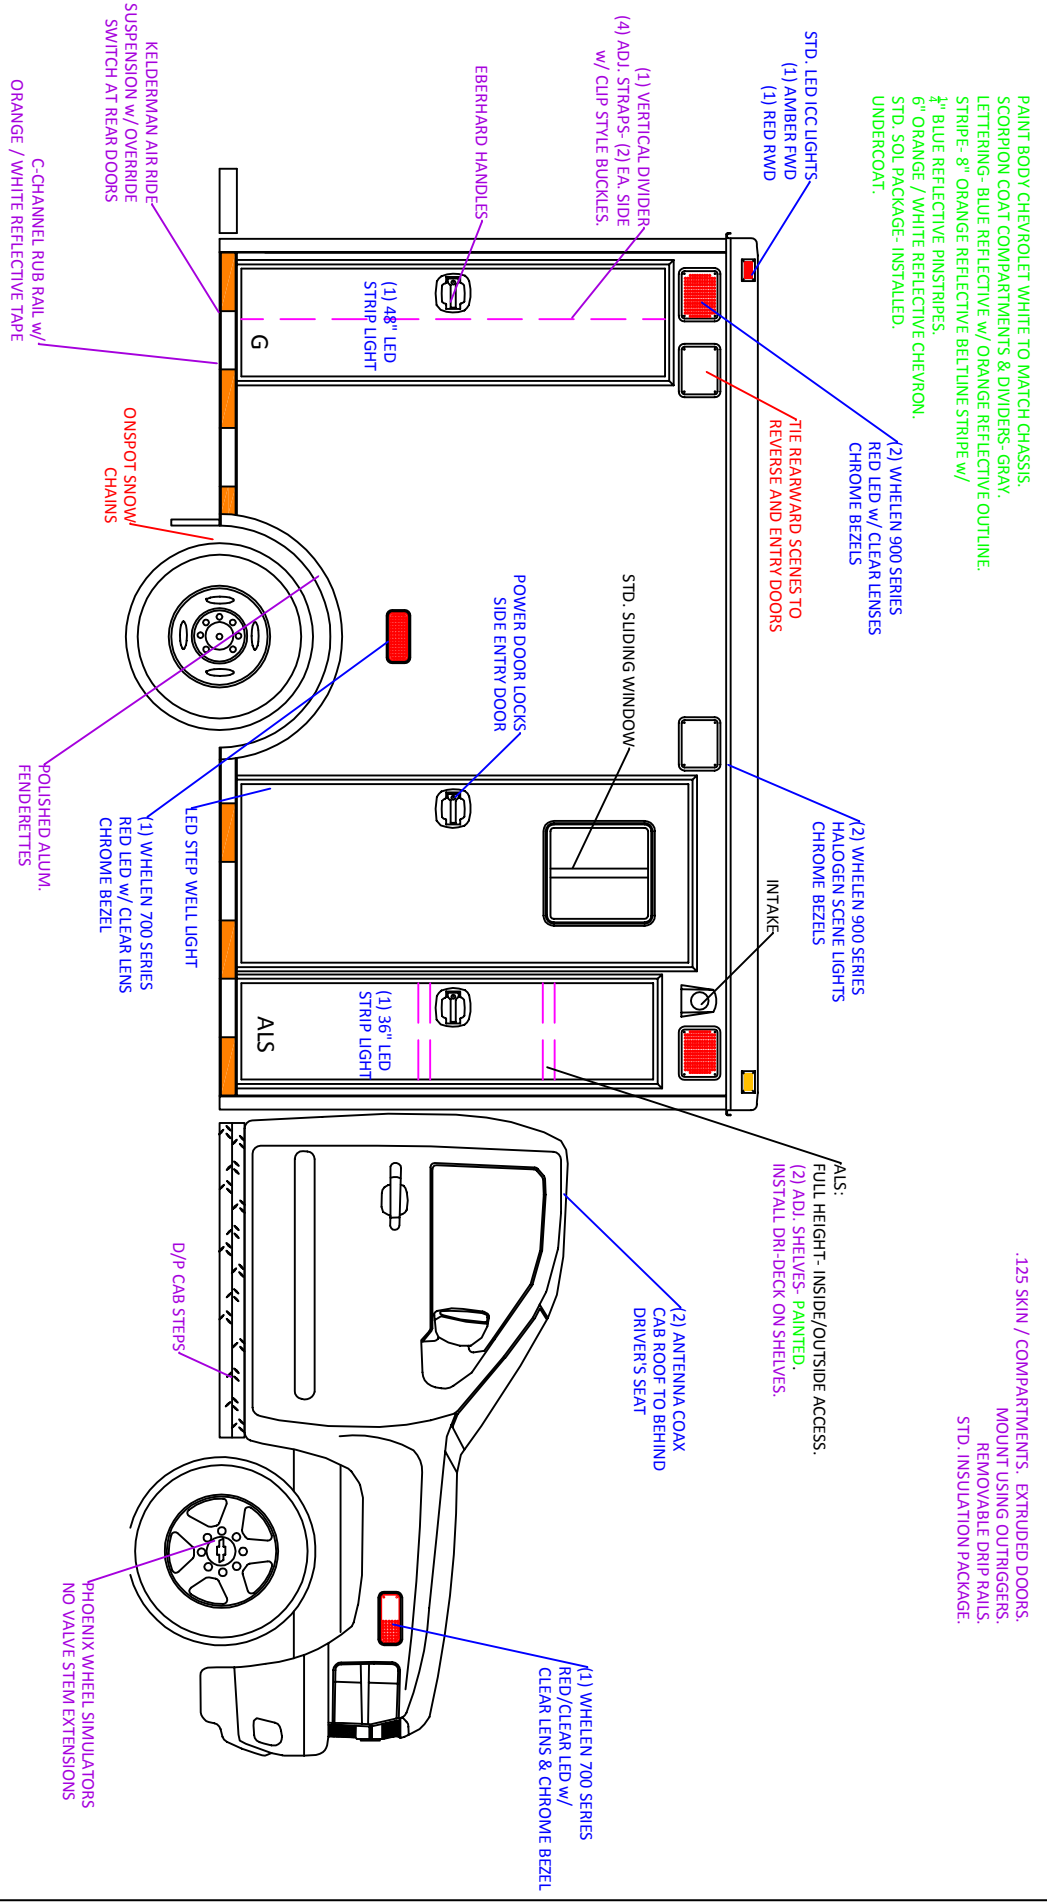 PAINT BODY CHEVROLET WHITE TO MATCH CHASSIS.
SCORPION COAT COMPARTMENTS & DIVIDERS- GRAY.
LETTERING- BLUE REFLECTIVE w/ ORANGE REFLECTIVE OUTLINE.
STRIPE- 8" ORANGE REFLECTIVE BELTLINE STRIPE w/
1/4" BLUE REFLECTIVE PINSTRIPES.
6" ORANGE / WHITE REFLECTIVE CHEVRON.
STD. SOL PACKAGE- INSTALLED.
UNDERCOAT.
.125 SKIN / COMPARTMENTS. EXTRUDED DOORS.
MOUNT USING OUTRIGGERS.
REMOVABLE DRIP RAILS.
STD. INSULATION PACKAGE.
STD. LED ICC LIGHTS
(1) AMBER FWD
(1) RED RWD
(2) WHELEN 900 SERIES
RED LED w/ CLEAR LENSES
CHROME BEZELS
TIE REARWARD SCENES TO
REVERSE AND ENTRY DOORS
(2) WHELEN 900 SERIES
HALOGEN SCENE LIGHTS
CHROME BEZELS
INTAKE
ALS:
FULL HEIGHT- INSIDE/OUTSIDE ACCESS.
(2) ADJ. SHELVES- PAINTED.
INSTALL DRI-DECK ON SHELVES.
(1) VERTICAL DIVIDER
(4) ADJ. STRAPS- (2) EA. SIDE
w/ CLIP STYLE BUCKLES.
STD. SLIDING WINDOW
(2) ANTENNA COAX
CAB ROOF TO BEHIND
DRIVER'S SEAT
EBERHARD HANDLES
POWER DOOR LOCKS
SIDE ENTRY DOOR
(1) WHELEN 700 SERIES
RED/CLEAR LED w/
CLEAR LENS & CHROME BEZEL
(1) 48" LED
STRIP LIGHT
(1) 36" LED
STRIP LIGHT
G
ALS
KELDERMAN AIR RIDE
SUSPENSION w/ OVERRIDE
SWITCH AT REAR DOORS
LED STEP WELL LIGHT
D/P CAB STEPS
ONSPOT SNOW
CHAINS
(1) WHELEN 700 SERIES
RED LED w/ CLEAR LENS
CHROME BEZEL
C-CHANNEL RUB RAIL w/
ORANGE / WHITE REFLECTIVE TAPE
POLISHED ALUM.
FENDERETTES
PHOENIX WHEEL SIMULATORS
NO VALVE STEM EXTENSIONS